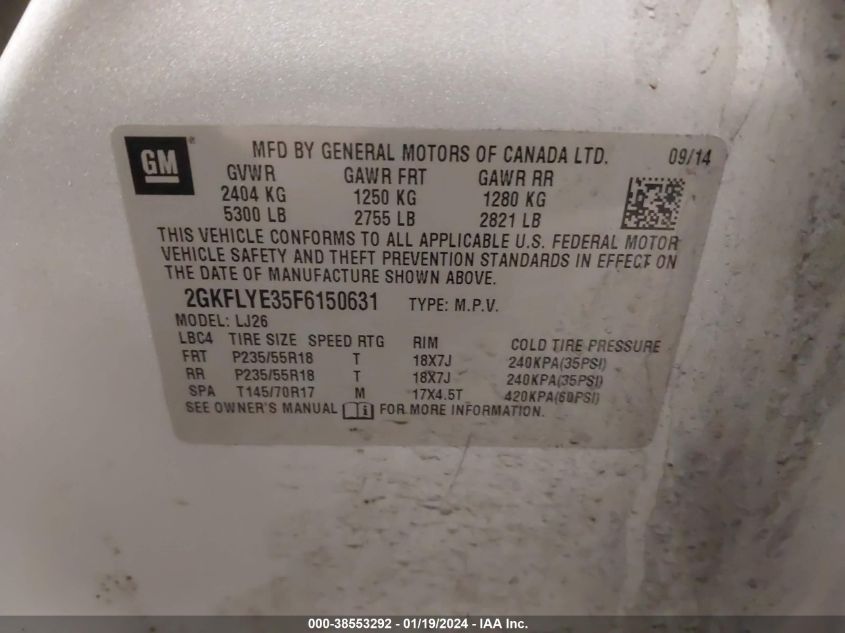 GM MFD BY GENERAL MOTORS OF CANADA LTD. 09/14
GVWR GAWR FRT GAWR RR
2404 KG 1250 KG 1280 KG
5300 LB 2755 LB 2821 LB
THIS VEHICLE CONFORMS TO ALL APPLICABLE U.S. FEDERAL MOTOR
VEHICLE SAFETY AND THEFT PREVENTION STANDARDS IN EFFECT ON
THE DATE OF MANUFACTURE SHOWN ABOVE.
2GKFLYE35F6150631 TYPE: M.P.V.
MODEL: LJ26
LBC4 TIRE SIZE SPEED RTG RIM COLD TIRE PRESSURE
FRT P235/55R18 T 18X7J 240KPA(35PSI)
RR P235/55R18 T 18X7J 240KPA(35PSI)
SPA T145/70R17 M 17X4.5T 420KPA(60PSI)
SEE OWNER'S MANUAL i FOR MORE INFORMATION.
000-38553292 - 01/19/2024 - IAAI Inc.